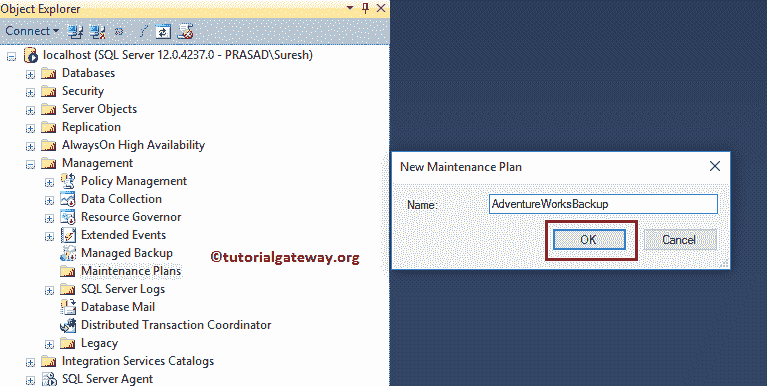 Object Explorer
Connect
localhost (SQL Server 12.0.4237.0 - PRASAD\Suresh)
Databases
Security
Server Objects
Replication
AlwaysOn High Availability
Management
Policy Management
Data Collection
Resource Governor
Extended Events
Managed Backup
Maintenance Plans
SQL Server Logs
Database Mail
Distributed Transaction Coordinator
Legacy
Integration Services Catalogs
SQL Server Agent
©tutorialgateway.org
New Maintenance Plan
Name: AdventureWorksBackup
OK Cancel